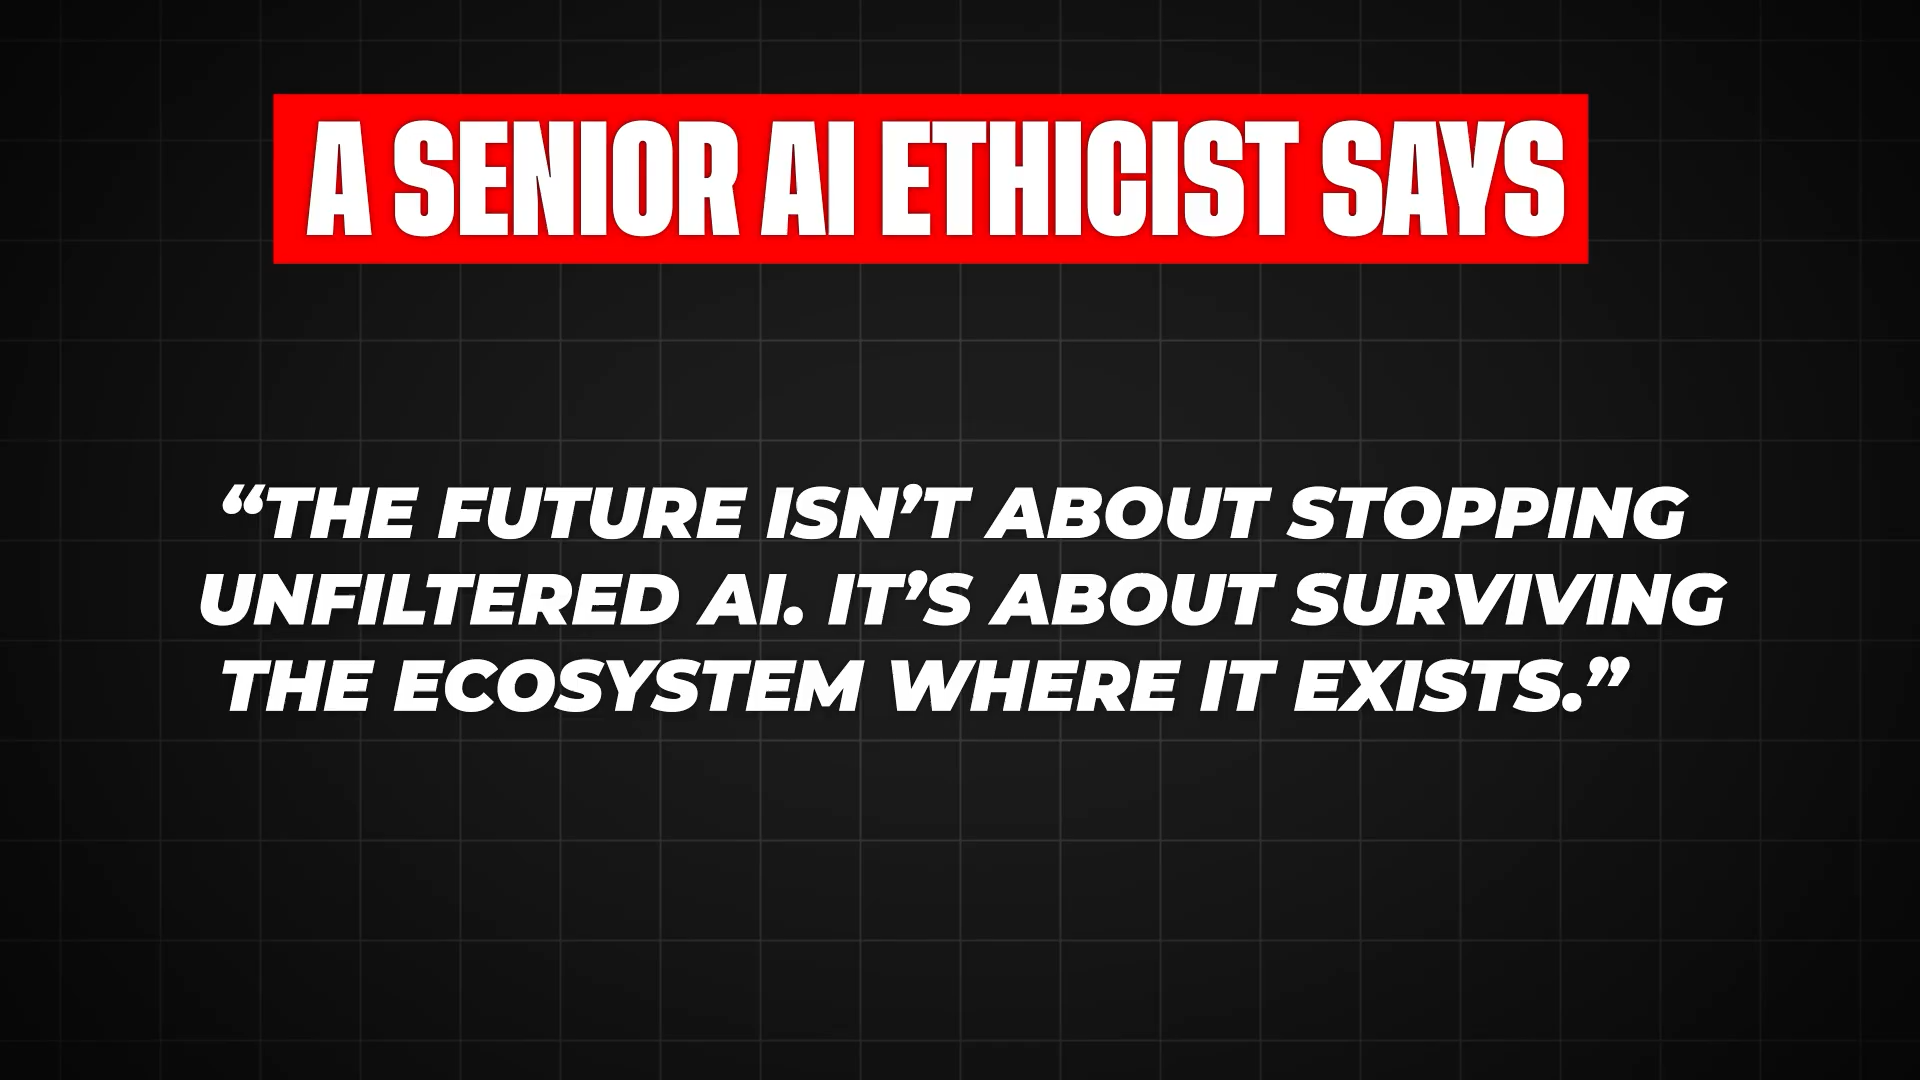 A SENIOR AI ETHICIST SAYS
“THE FUTURE ISN’T ABOUT STOPPING
UNFILTERED AI. IT’S ABOUT SURVIVING
THE ECOSYSTEM WHERE IT EXISTS.”